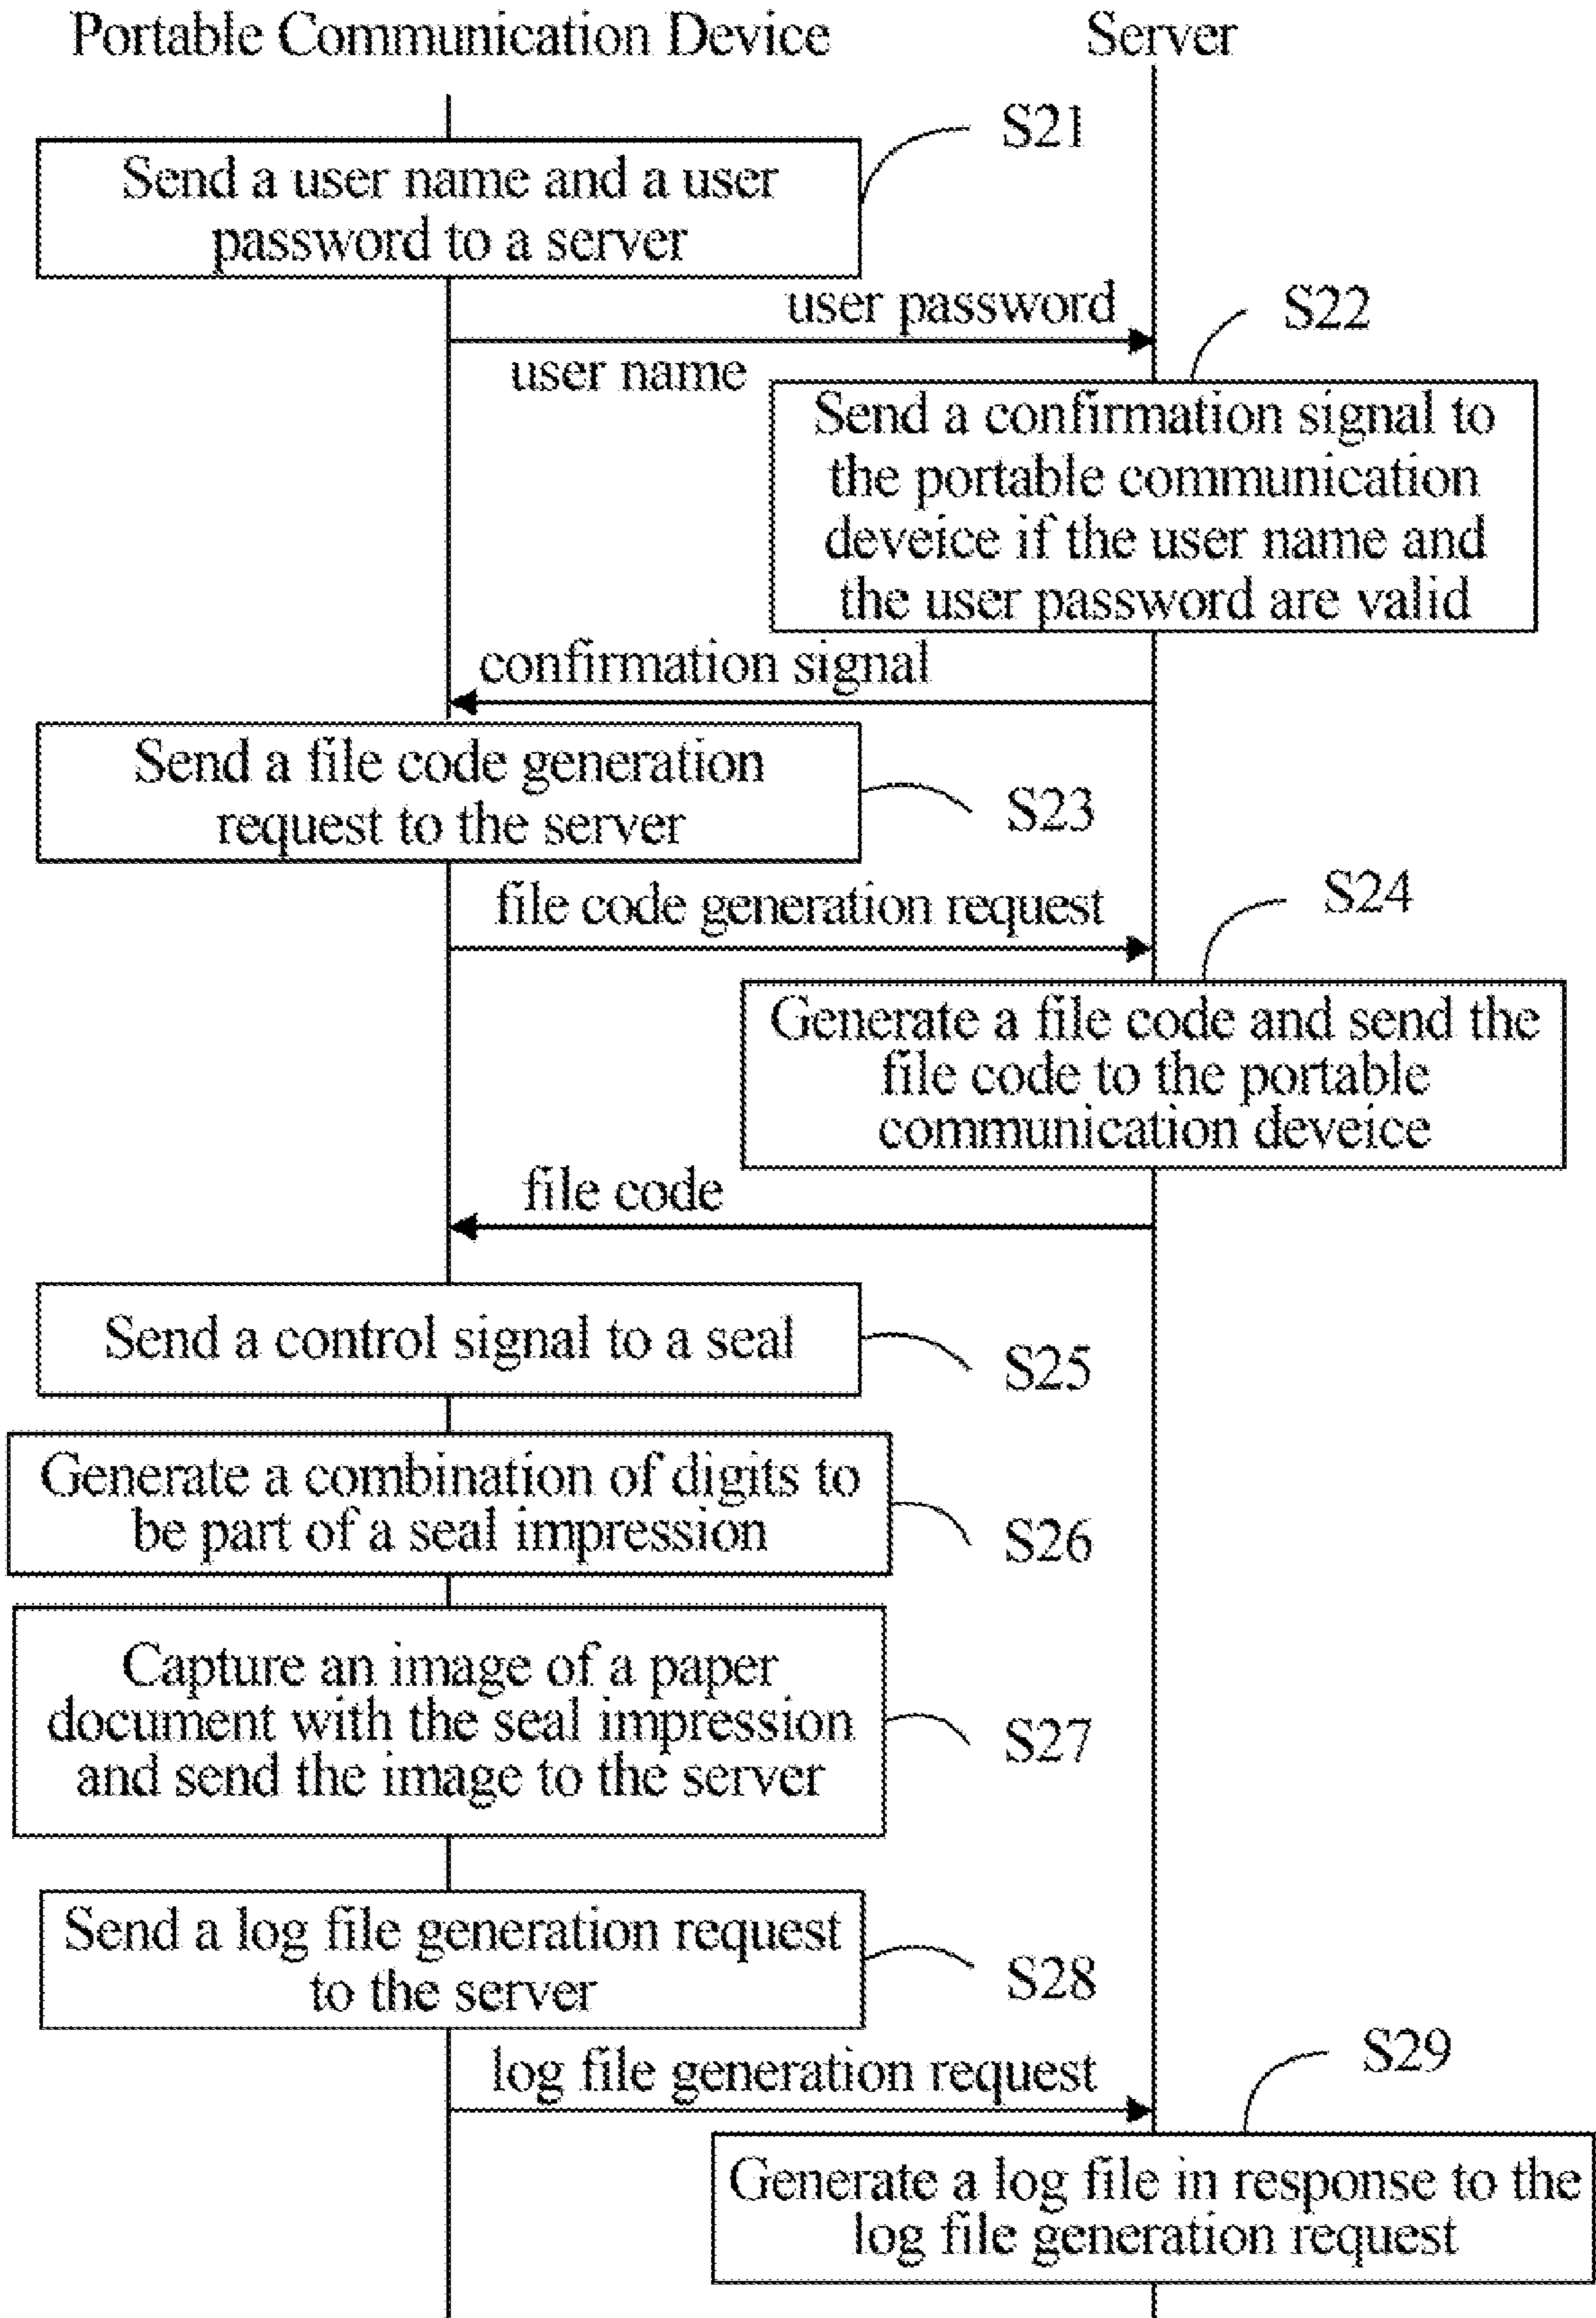 Portable Communication Device
Server
S21
Send a user name and a user
password to a server
user password
user name
S22
Send a confirmation signal to
the portable communication
deveice if the user name and
the user password are valid
confirmation signal
Send a file code generation
request to the server
S23
file code generation request
S24
Generate a file code and send the
file code to the portable
communication deveice
file code
Send a control signal to a seal
S25
Generate a combination of digits to
be part of a seal impression
S26
Capture an image of a paper
document with the seal impression
and send the image to the server
S27
Send a log file generation request
to the server
S28
log file generation request
S29
Generate a log file in response to the
log file generation request